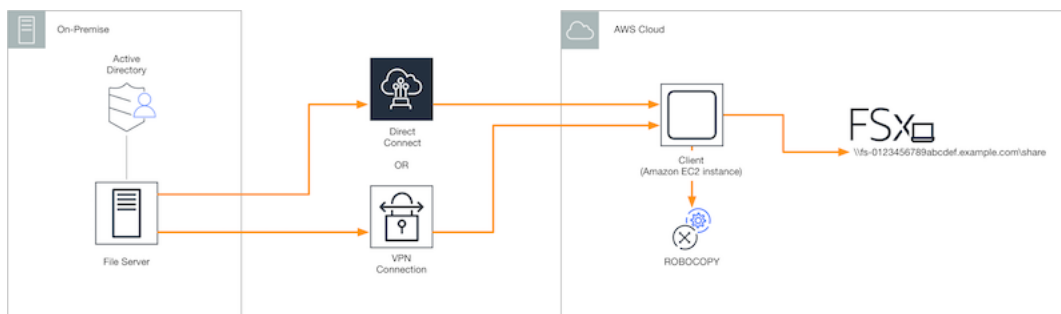 On-Premise
Active
Directory
File Server
Direct
Connect
OR
VPN
Connection
AWS Cloud
Client
(Amazon EC2 instance)
ROBOCOPY
FSx
\\fs-0123456789abcdef.example.com\share